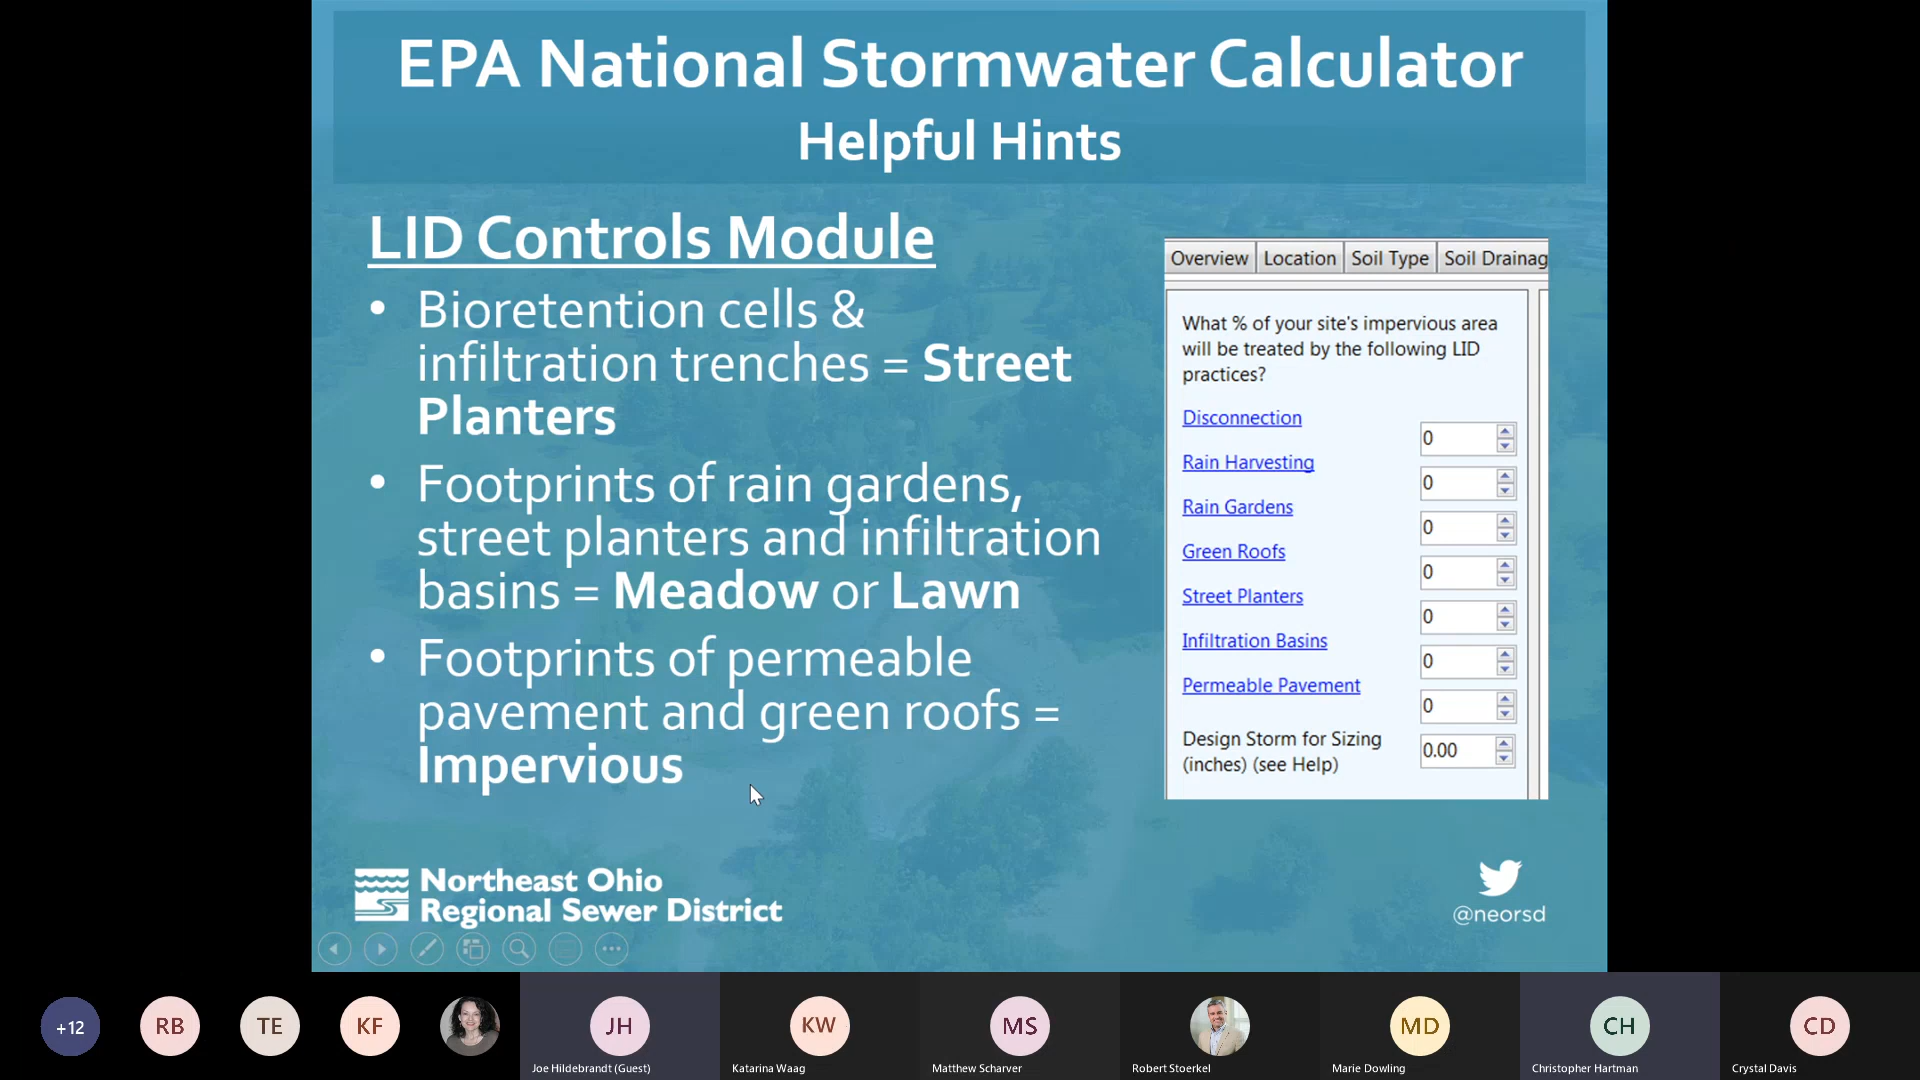 EPA National Stormwater Calculator
Helpful Hints
LID Controls Module
• Bioretention cells &
infiltration trenches = Street
Planters
• Footprints of rain gardens,
street planters and infiltration
basins = Meadow or Lawn
• Footprints of permeable
pavement and green roofs =
Impervious
Overview Location Soil Type Soil Drainag
What % of your site's impervious area
will be treated by the following LID
practices?
Disconnection 0
Rain Harvesting 0
Rain Gardens 0
Green Roofs 0
Street Planters 0
Infiltration Basins 0
Permeable Pavement 0
Design Storm for Sizing
(inches) (see Help) 0.00
Northeast Ohio
Regional Sewer District
@neorsd
+12 RB TE KF JH KW MS MD CH CD
Joe Hildebrandt (Guest) Katarina Waag Matthew Scharver Robert Stoerkel Marie Dowling Christopher Hartman Crystal Davis